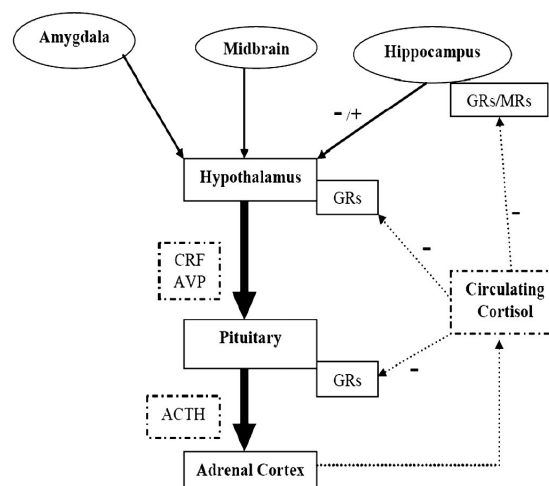 Amygdala
Midbrain
Hippocampus
GRs/MRs
- /+
Hypothalamus
GRs
-
-
CRF
AVP
Circulating
Cortisol
Pituitary
GRs
-
ACTH
Adrenal Cortex